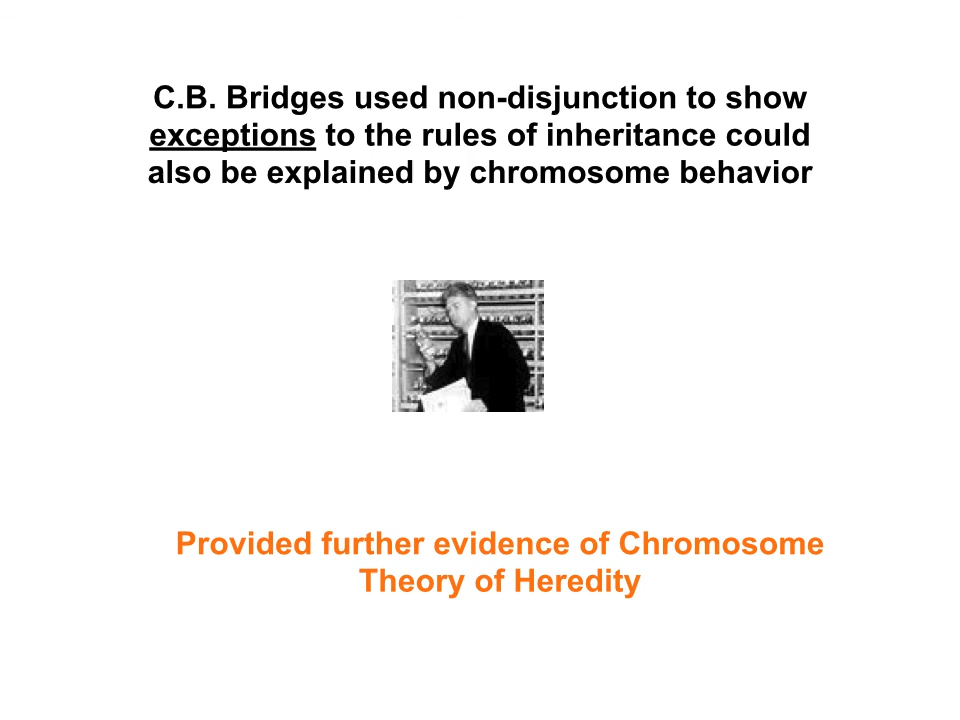 C.B. Bridges used non-disjunction to show
exceptions to the rules of inheritance could
also be explained by chromosome behavior
Provided further evidence of Chromosome
Theory of Heredity